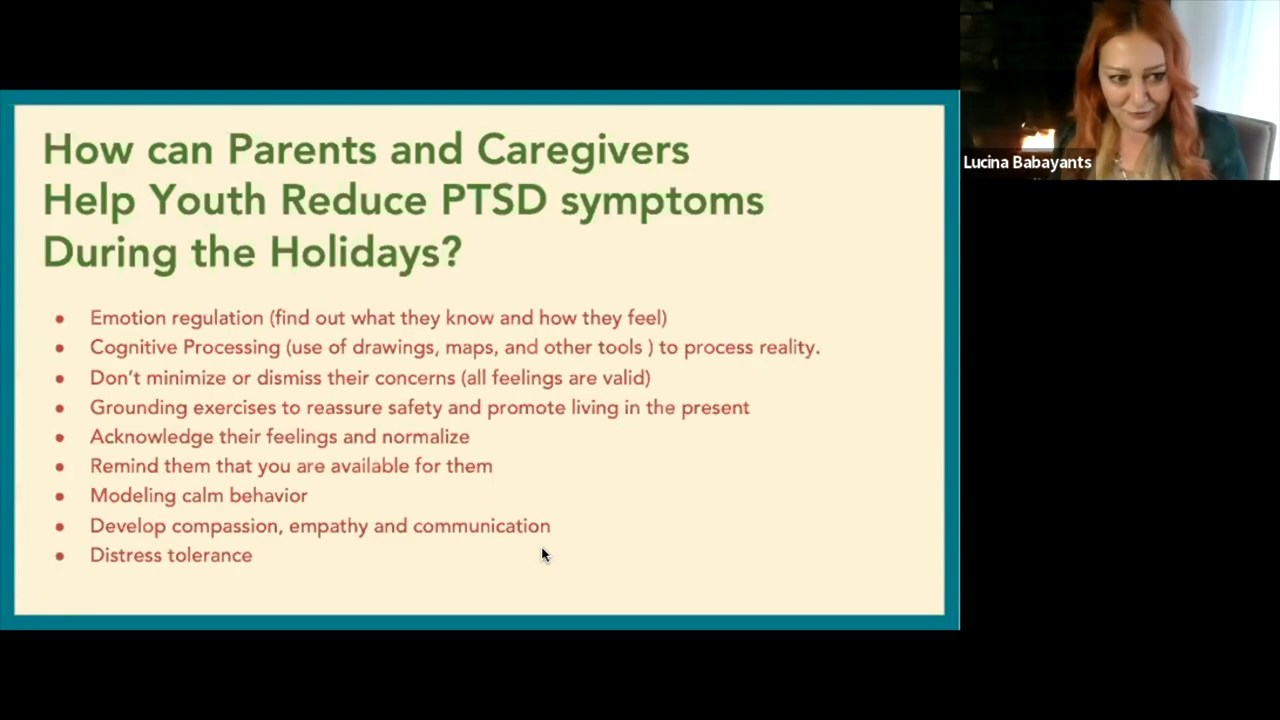 How can Parents and Caregivers
Help Youth Reduce PTSD symptoms
During the Holidays?
• Emotion regulation (find out what they know and how they feel)
• Cognitive Processing (use of drawings, maps, and other tools ) to process reality.
• Don't minimize or dismiss their concerns (all feelings are valid)
• Grounding exercises to reassure safety and promote living in the present
• Acknowledge their feelings and normalize
• Remind them that you are available for them
• Modeling calm behavior
• Develop compassion, empathy and communication
• Distress tolerance
Lucina Babayants